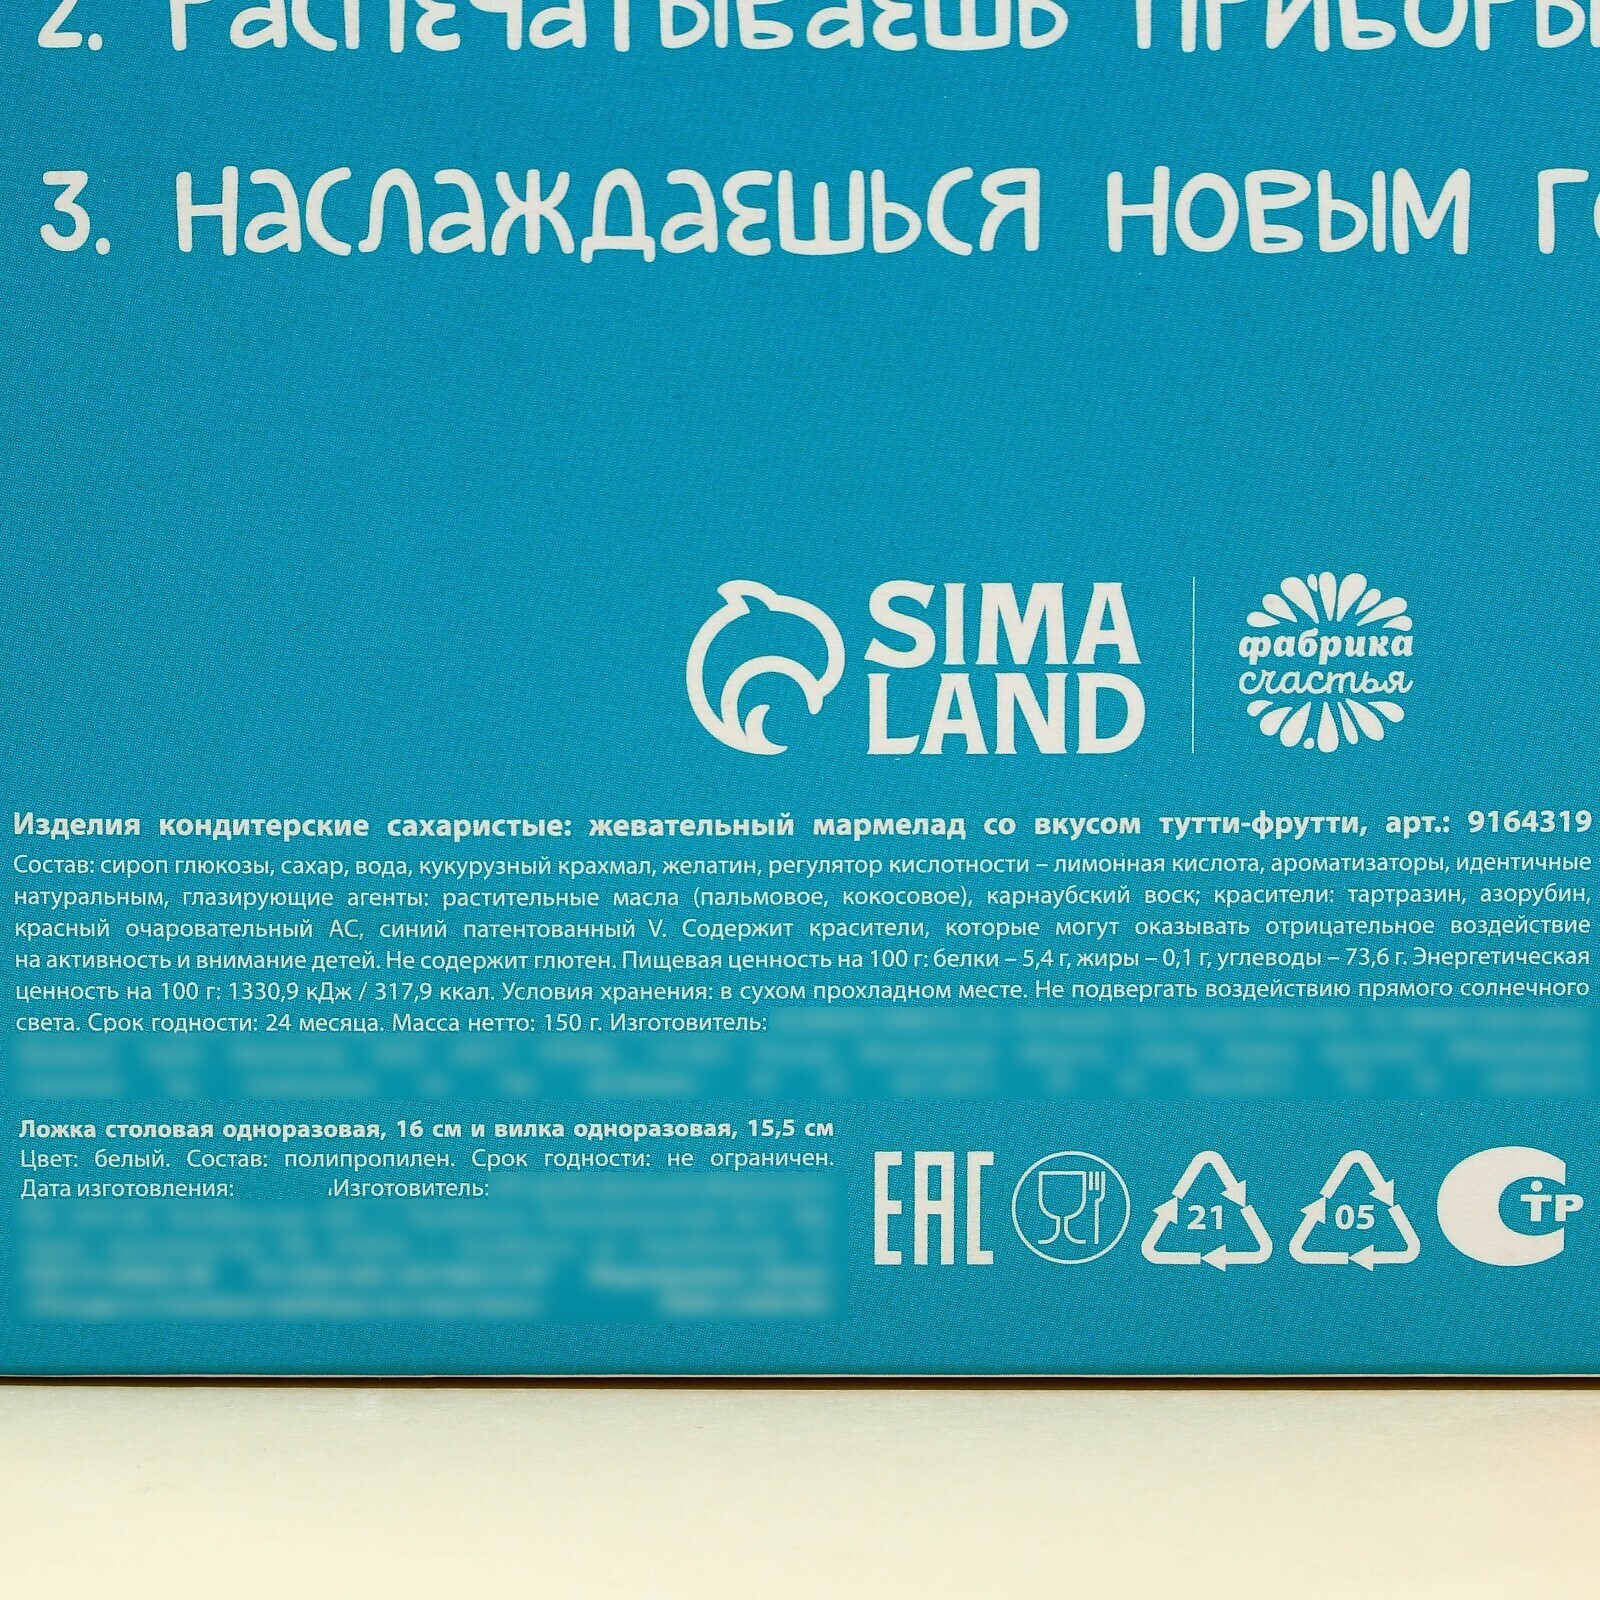 2. РАСПЕЧАТЫВАЕШЬ ПРИБОРЫ
3. НАСЛАЖДАЕШЬСЯ НОВЫМ
SIMA
LAND
фабрика
счастья
Изделия кондитерские сахаристые: жевательный мармелад со вкусом тутти-фрутти, арт.: 9164319
Состав: сироп глюкозы, сахар, вода, кукурузный крахмал, желатин, регулятор кислотности – лимонная кислота, ароматизаторы, идентичные
натуральным, глазирующие агенты: растительные масла (пальмовое, кокосовое), карнаубский воск; красители: тартразин, азорубин,
красный очаровательный АС, синий патентованный V. Содержит красители, которые могут оказывать отрицательное воздействие
на активность и внимание детей. Не содержит глютен. Пищевая ценность на 100 г: белки – 5,4 г, жиры – 0,1 г, углеводы – 73,6 г. Энергетическая
ценность на 100 г: 1330,9 кДж / 317,9 ккал. Условия хранения: в сухом прохладном месте. Не подвергать воздействию прямого солнечного
света. Срок годности: 24 месяца. Масса нетто: 150 г. Изготовитель:
Ложка столовая одноразовая, 16 см и вилка одноразовая, 15,5 см
Цвет: белый. Состав: полипропилен. Срок годности: не ограничен.
Дата изготовления: Изготовитель:
EAC
21
05
СТР